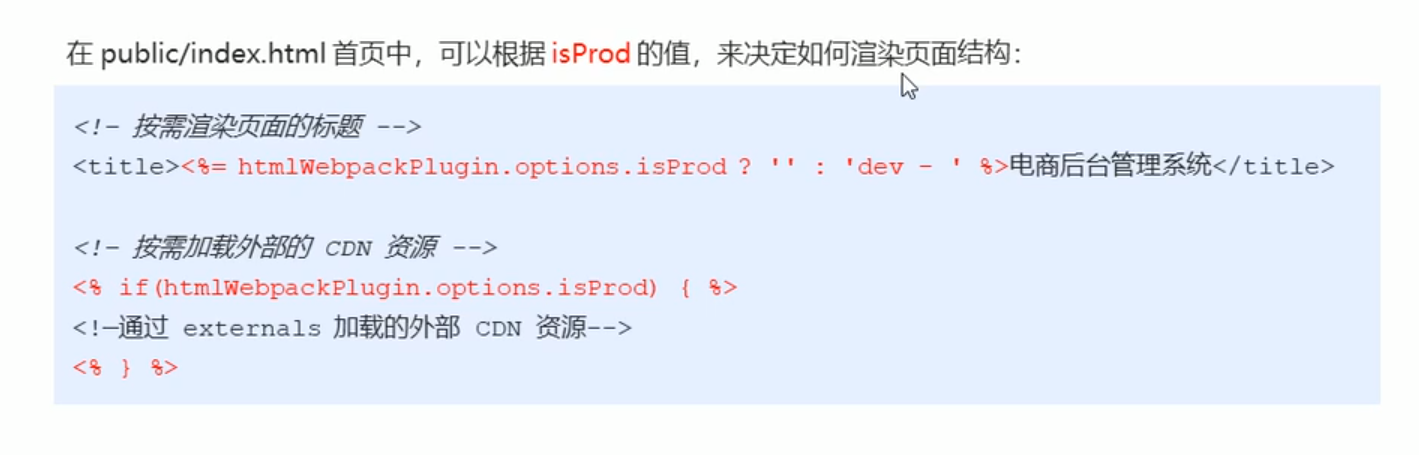 在 public/index.html 首页中，可以根据 isProd 的值，来决定如何渲染页面结构：
<!– 按需渲染页面的标题 -->
<title><%= htmlWebpackPlugin.options.isProd ? '' : 'dev - ' %>电商后台管理系统</title>
<!– 按需加载外部的 CDN 资源 -->
<% if(htmlWebpackPlugin.options.isProd) { %>
<!—通过 externals 加载的外部 CDN 资源-->
<% } %>